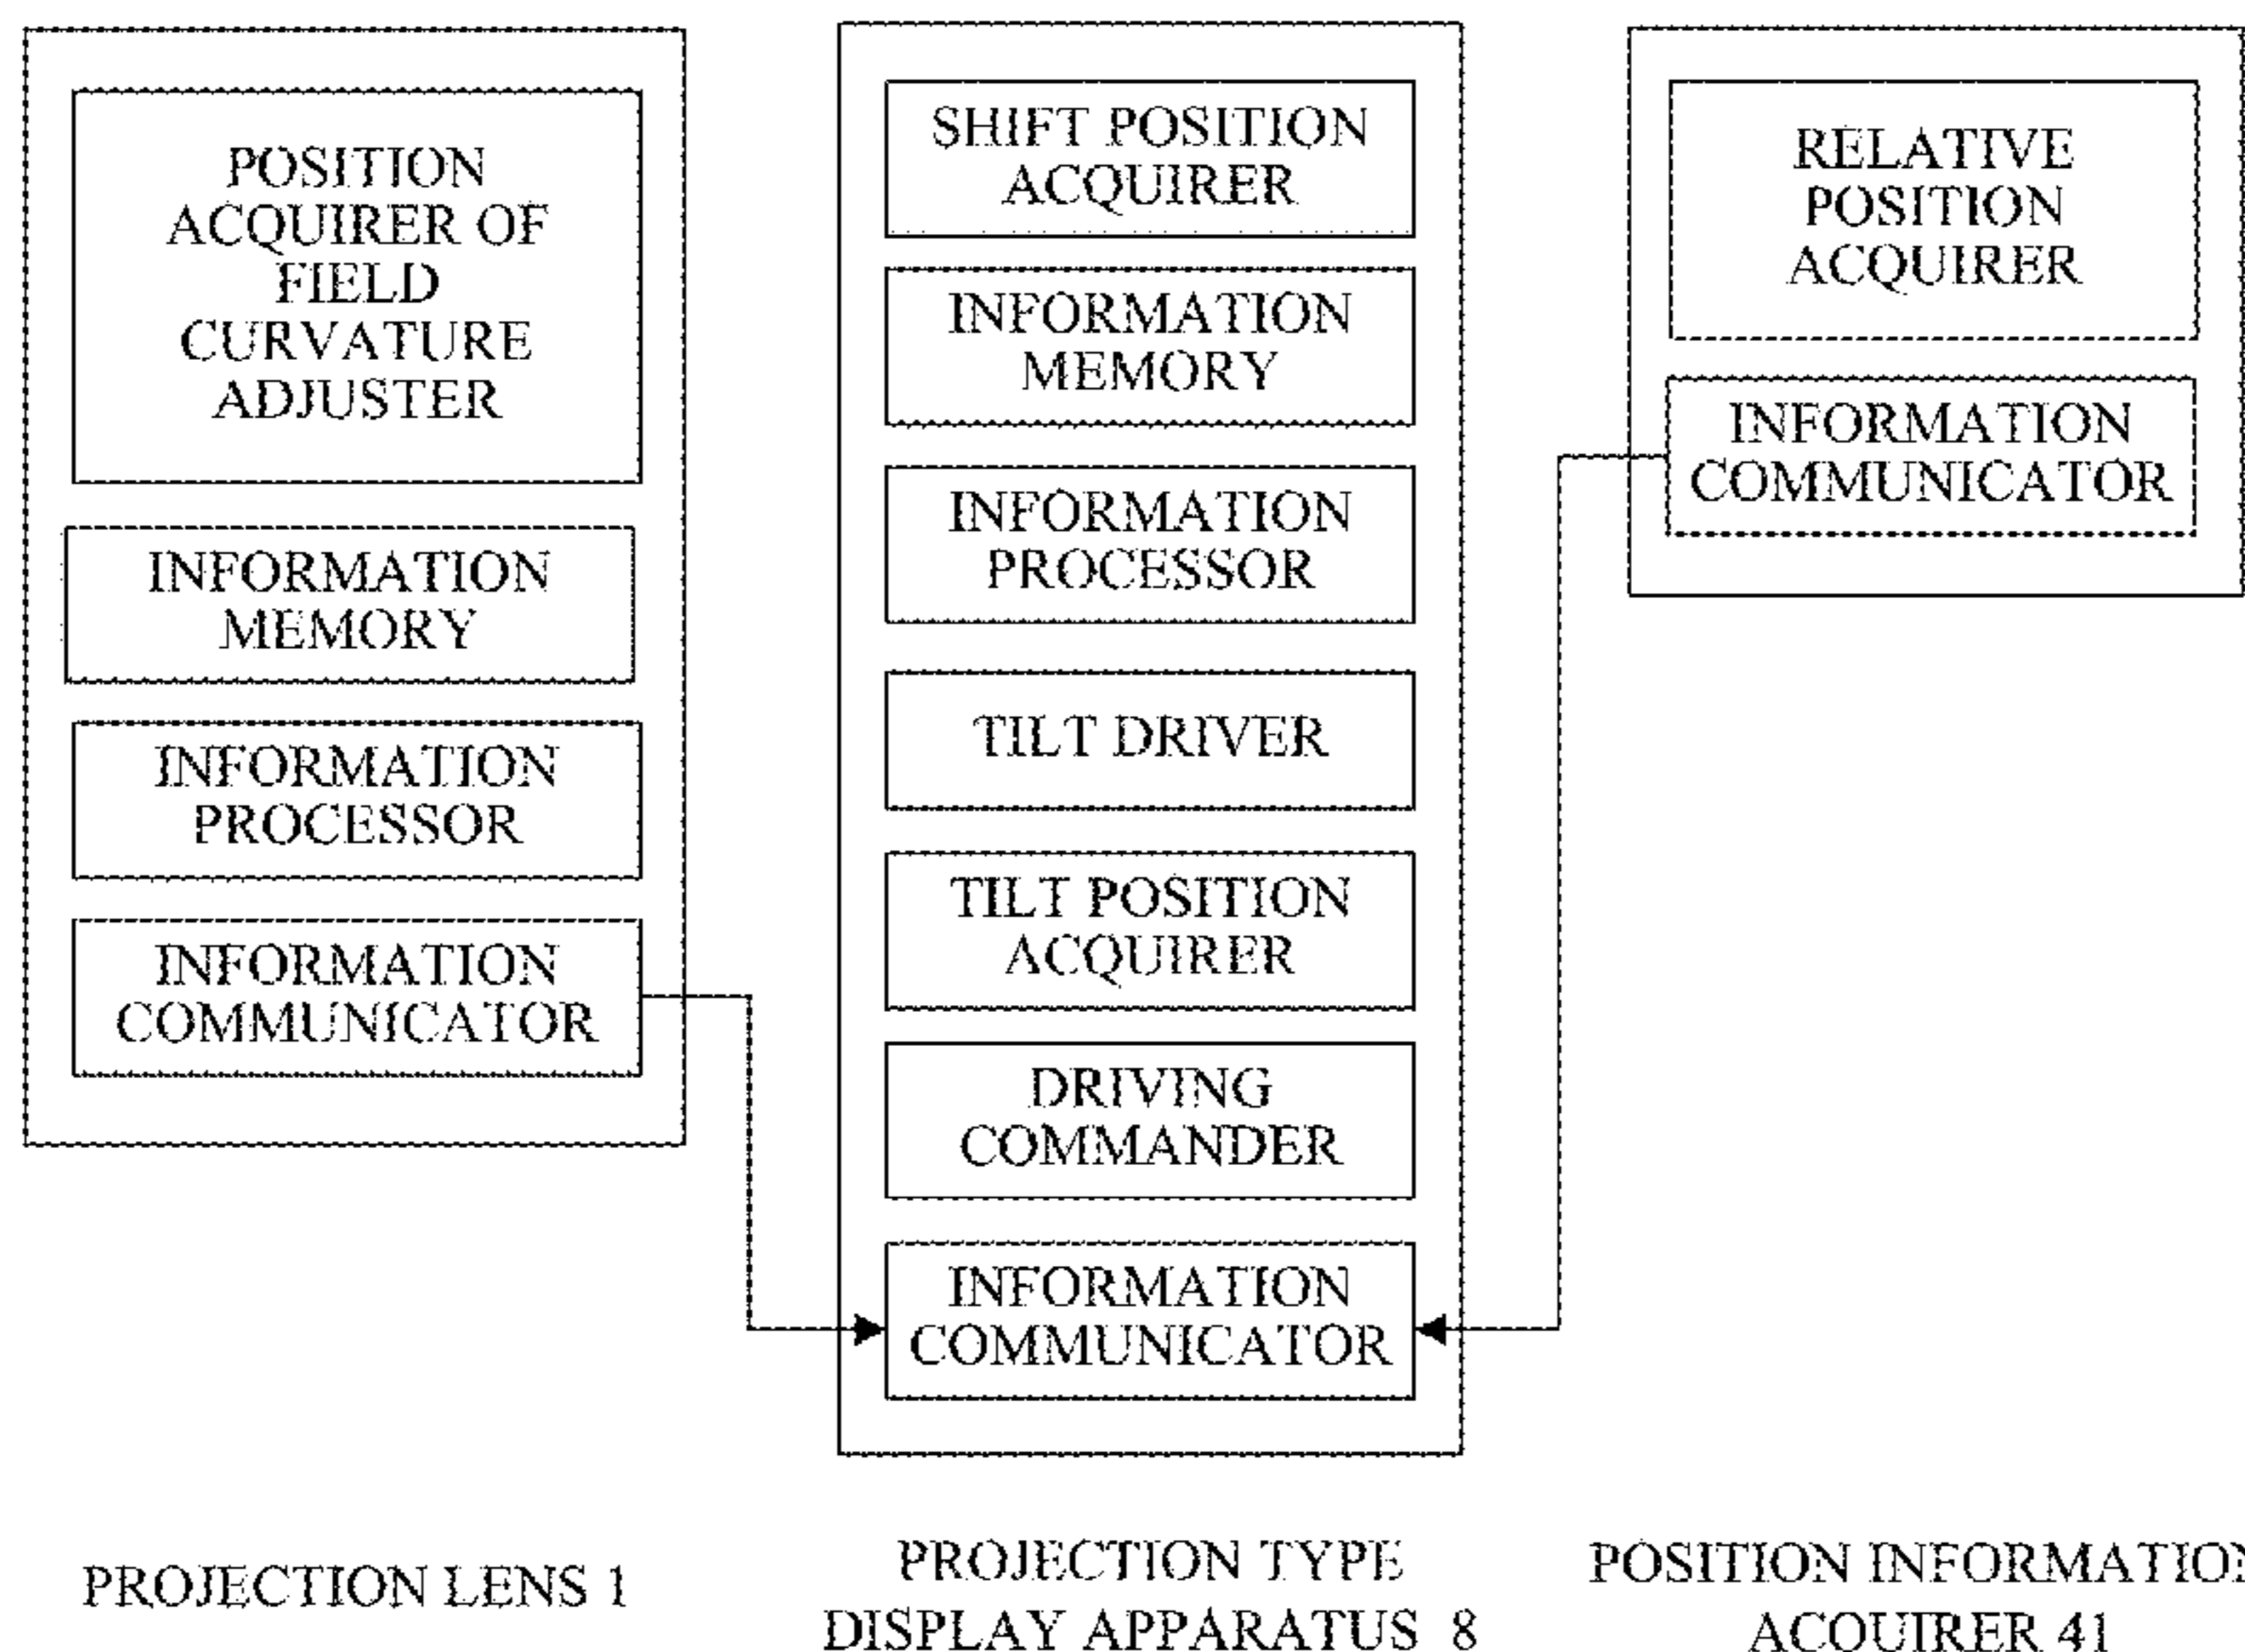 POSITION
ACQUIRER OF
FIELD
CURVATURE
ADJUSTER
INFORMATION
MEMORY
INFORMATION
PROCESSOR
INFORMATION
COMMUNICATOR
SHIFT POSITION
ACQUIRER
INFORMATION
MEMORY
INFORMATION
PROCESSOR
TILT DRIVER
TILT POSITION
ACQUIRER
DRIVING
COMMANDER
INFORMATION
COMMUNICATOR
RELATIVE
POSITION
ACQUIRER
INFORMATION
COMMUNICATOR
PROJECTION LENS 1
PROJECTION TYPE
DISPLAY APPARATUS 8
POSITION INFORMATION
ACQUIRER 41